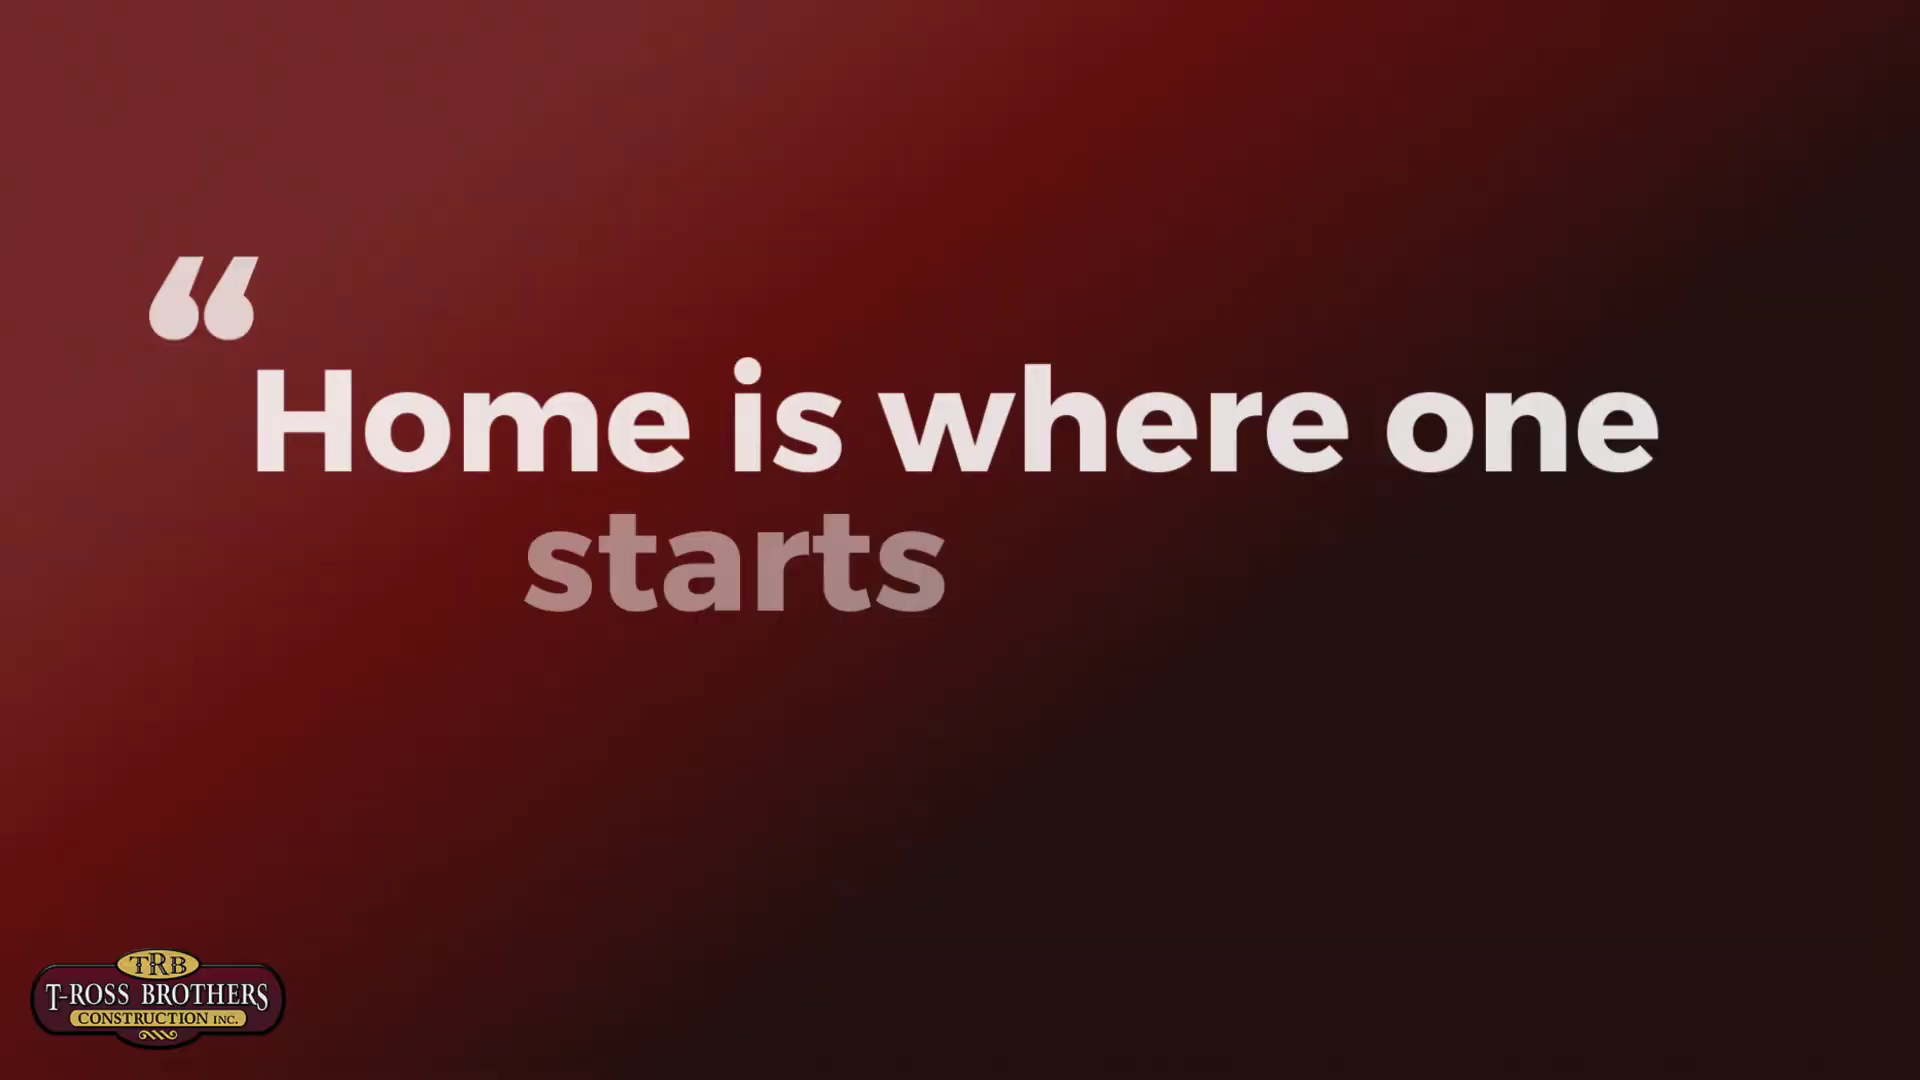 “
Home is where one
starts
TRB
T-ROSS BROTHERS
CONSTRUCTION INC.